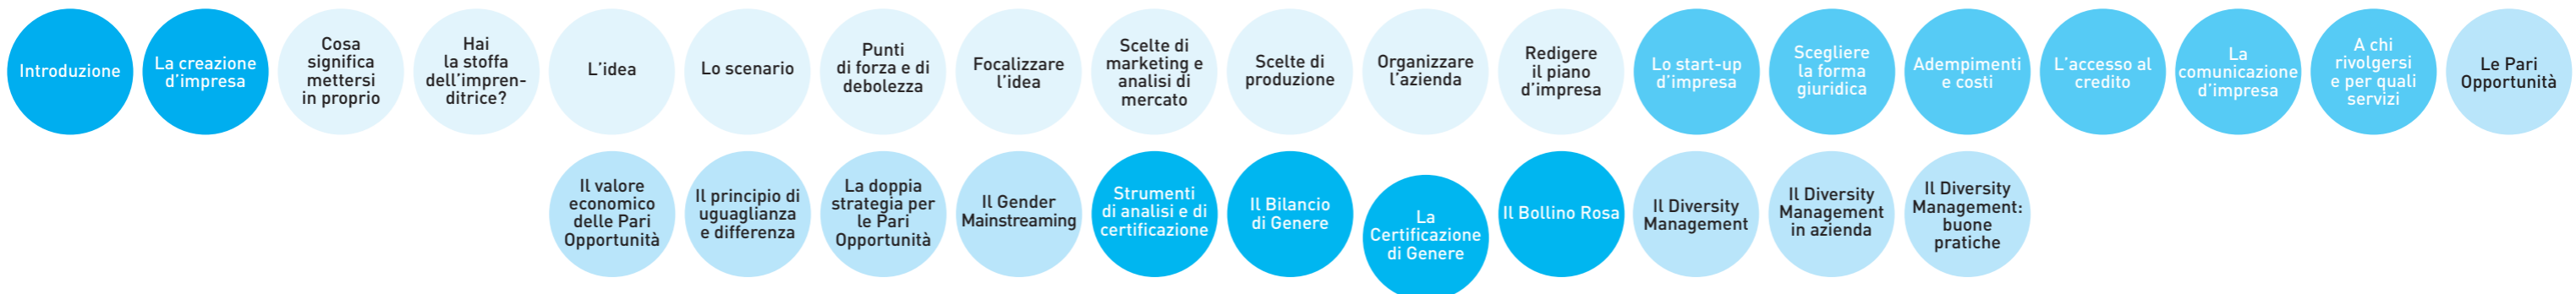 Introduzione
La creazione
d’impresa
Cosa
significa
mettersi
in proprio
Hai
la stoffa
dell’impren-
ditrice?
L’idea
Lo scenario
Punti
di forza e di
debolezza
Focalizzare
l’idea
Scelte di
marketing e
analisi di
mercato
Scelte di
produzione
Organizzare
l’azienda
Redigere
il piano
d’impresa
Lo start-up
d’impresa
Scegliere
la forma
giuridica
Adempimenti
e costi
L’accesso al
credito
La
comunicazione
d’impresa
A chi
rivolgersi
e per quali
servizi
Le Pari
Opportunità
Il valore
economico
delle Pari
Opportunità
Il principio di
uguaglianza
e differenza
La doppia
strategia per
le Pari
Opportunità
Il Gender
Mainstreaming
Strumenti
di analisi e di
certificazione
Il Bilancio
di Genere
La
Certificazione
di Genere
Il Bollino Rosa
Il Diversity
Management
Il Diversity
Management
in azienda
Il Diversity
Management:
buone
pratiche